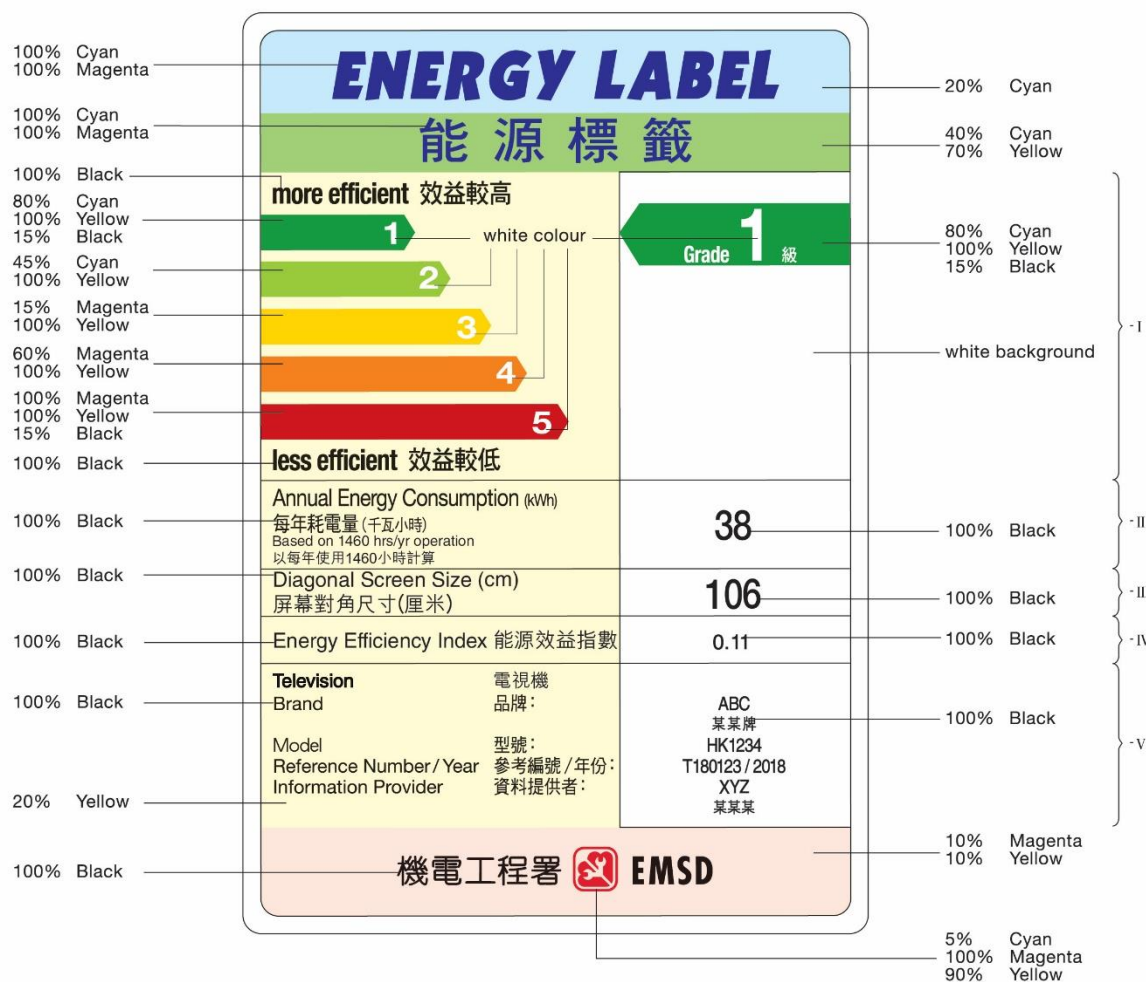 100% Cyan
100% Magenta
ENERGY LABEL
20% Cyan
100% Cyan
100% Magenta
能源標籤
40% Cyan
70% Yellow
100% Black
more efficient 效益較高
80% Cyan
100% Yellow
15% Black
1
white colour
Grade 1 級
80% Cyan
100% Yellow
15% Black
45% Cyan
100% Yellow
2
15% Magenta
100% Yellow
3
- I
60% Magenta
100% Yellow
4
white background
100% Magenta
100% Yellow
15% Black
5
100% Black
less efficient 效益較低
Annual Energy Consumption (kWh)
100% Black
每年耗電量 (千瓦小時)
Based on 1460 hrs/yr operation
以每年使用1460小時計算
38
100% Black
- II
100% Black
Diagonal Screen Size (cm)
屏幕對角尺寸(厘米)
106
100% Black
- II
100% Black
Energy Efficiency Index 能源效益指數
0.11
100% Black
- IV
Television 電視機
100% Black
Brand 品牌：
ABC
某某牌
100% Black
Model 型號：
HK1234
- V
Reference Number / Year 參考編號 / 年份：
T180123 / 2018
Information Provider 資料提供者：
XYZ
某某某
20% Yellow
10% Magenta
10% Yellow
100% Black
機電工程署 EMSD
5% Cyan
100% Magenta
90% Yellow